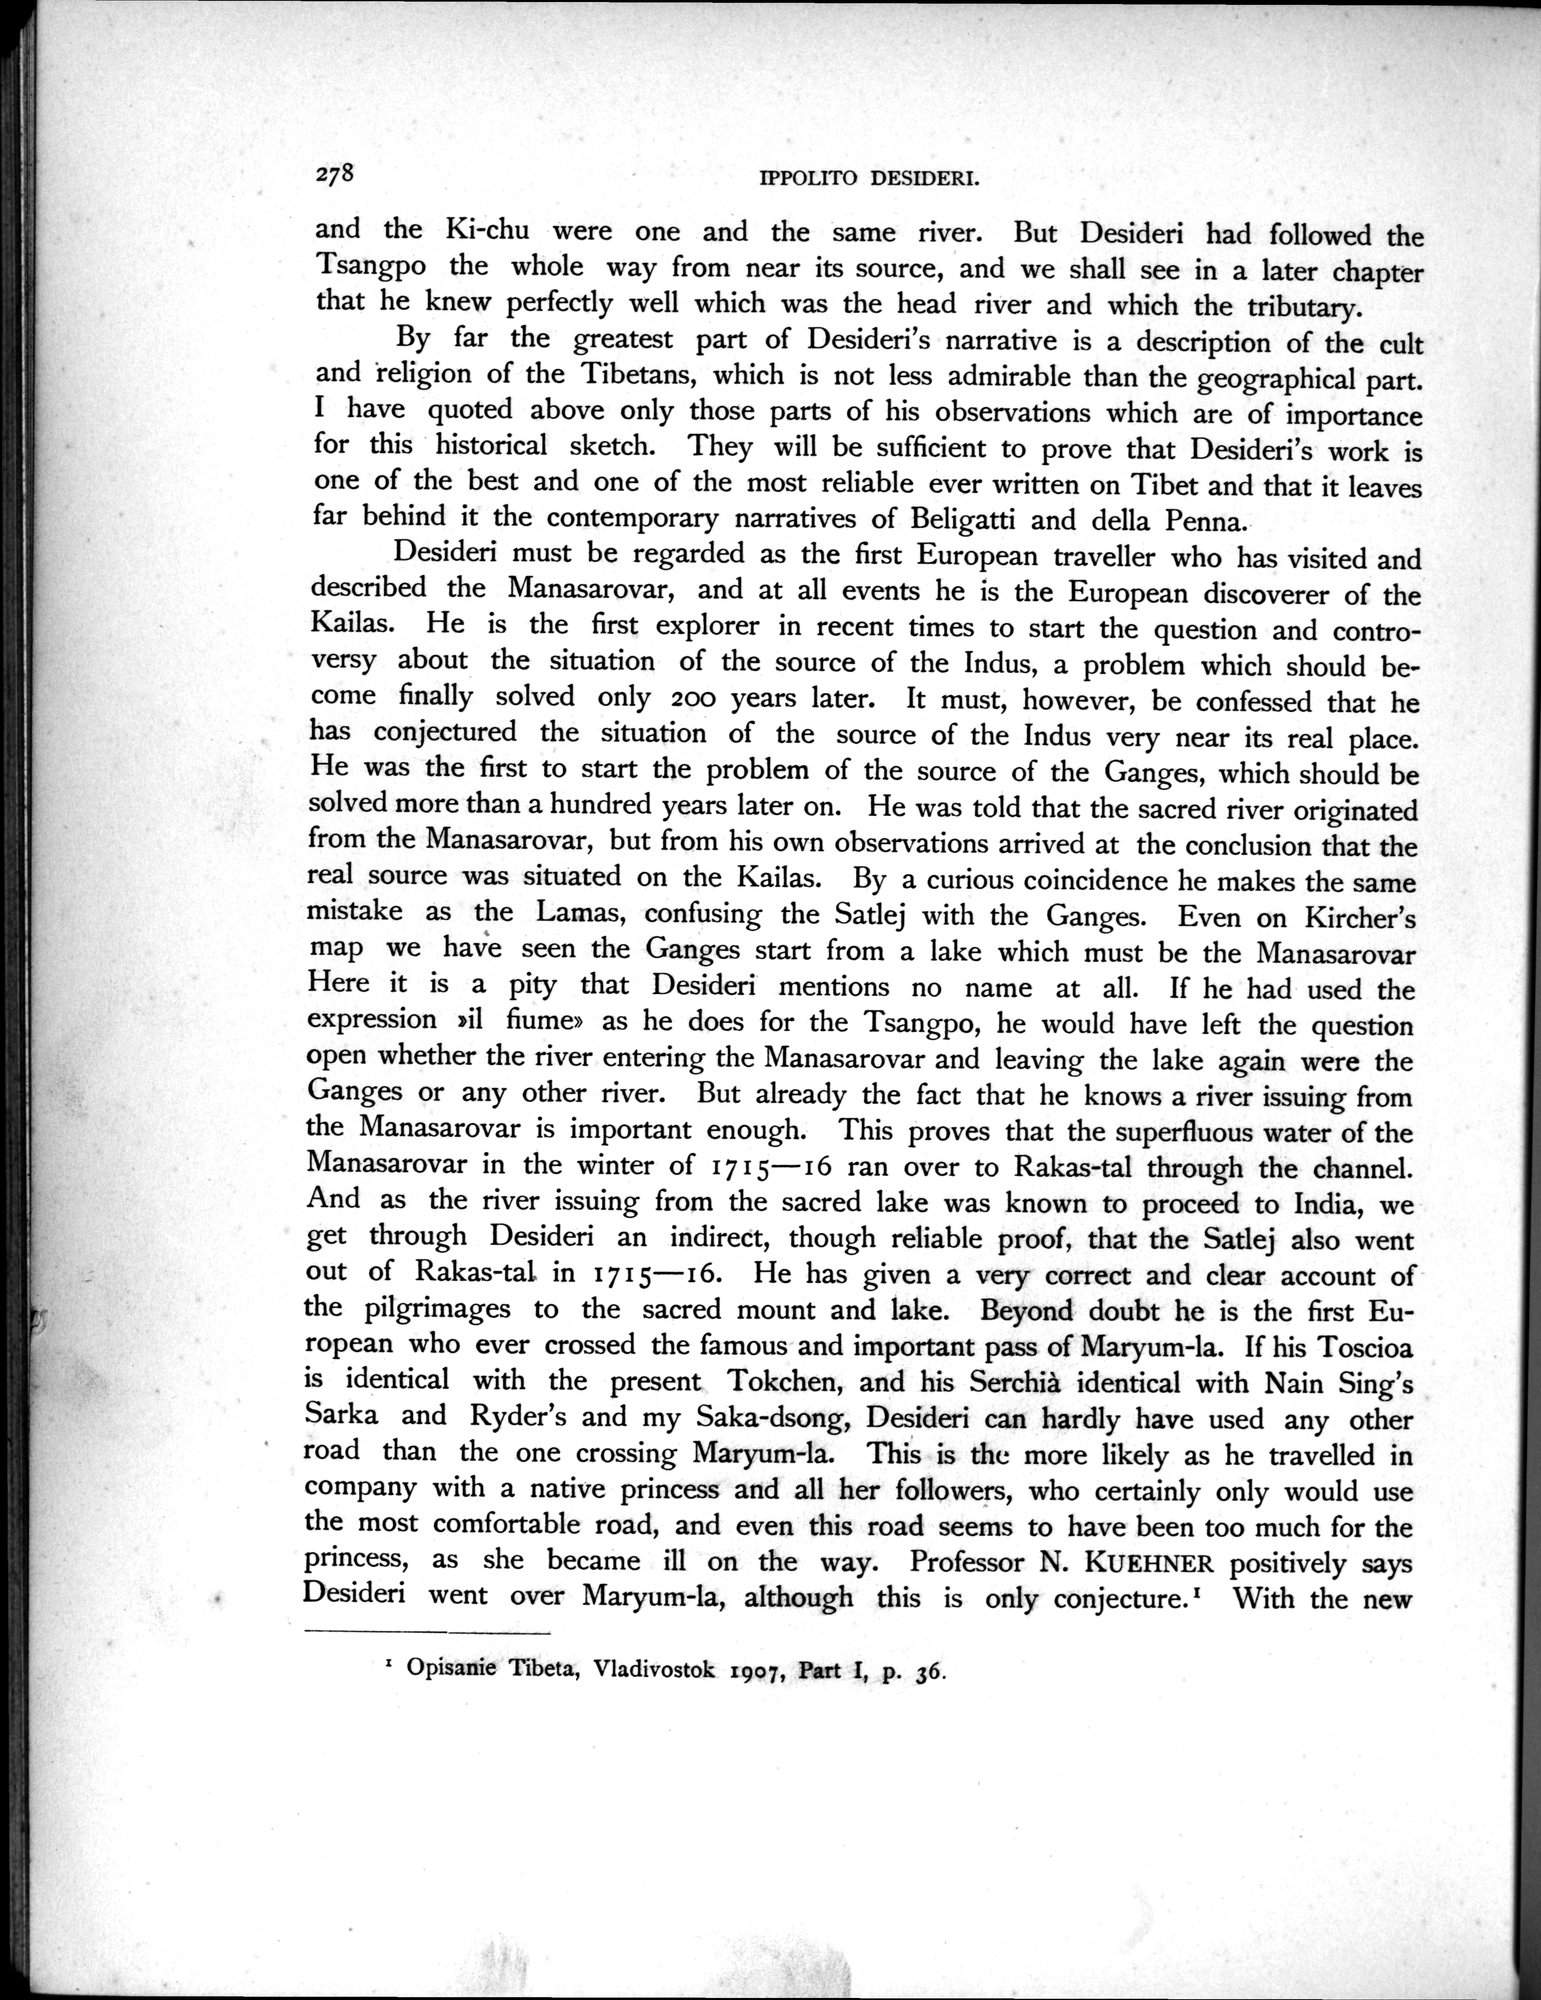 278
IPPOLITO DESIDERI.
and the Ki-chu were one and the same river. But Desideri had followed the
Tsangpo the whole way from near its source, and we shall see in a later chapter
that he knew perfectly well which was the head river and which the tributary.
By far the greatest part of Desideri's narrative is a description of the cult
and religion of the Tibetans, which is not less admirable than the geographical part.
I have quoted above only those parts of his observations which are of importance
for this historical sketch. They will be sufficient to prove that Desideri's work is
one of the best and one of the most reliable ever written on Tibet and that it leaves
far behind it the contemporary narratives of Beligatti and della Penna.
Desideri must be regarded as the first European traveller who has visited and
described the Manasarovar, and at all events he is the European discoverer of the
Kailas. He is the first explorer in recent times to start the question and contro-
versy about the situation of the source of the Indus, a problem which should be-
come finally solved only 200 years later. It must, however, be confessed that he
has conjectured the situation of the source of the Indus very near its real place.
He was the first to start the problem of the source of the Ganges, which should be
solved more than a hundred years later on. He was told that the sacred river originated
from the Manasarovar, but from his own observations arrived at the conclusion that the
real source was situated on the Kailas. By a curious coincidence he makes the same
mistake as the Lamas, confusing the Satlej with the Ganges. Even on Kircher's
map we have seen the Ganges start from a lake which must be the Manasarovar
Here it is a pity that Desideri mentions no name at all. If he had used the
expression »il fiume» as he does for the Tsangpo, he would have left the question
open whether the river entering the Manasarovar and leaving the lake again were the
Ganges or any other river. But already the fact that he knows a river issuing from
the Manasarovar is important enough. This proves that the superfluous water of the
Manasarovar in the winter of 1715—16 ran over to Rakas-tal through the channel.
And as the river issuing from the sacred lake was known to proceed to India, we
get through Desideri an indirect, though reliable proof, that the Satlej also went
out of Rakas-tal in 1715—16. He has given a very correct and clear account of
the pilgrimages to the sacred mount and lake. Beyond doubt he is the first Eu-
ropean who ever crossed the famous and important pass of Maryum-la. If his Toscioa
is identical with the present Tokchen, and his Serchià identical with Nain Sing's
Sarka and Ryder's and my Saka-dsong, Desideri can hardly have used any other
road than the one crossing Maryum-la. This is the more likely as he travelled in
company with a native princess and all her followers, who certainly only would use
the most comfortable road, and even this road seems to have been too much for the
princess, as she became ill on the way. Professor N. KUEHNER positively says
Desideri went over Maryum-la, although this is only conjecture.¹ With the new
¹ Opisanie Tibeta, Vladivostok 1907, Part I, p. 36.